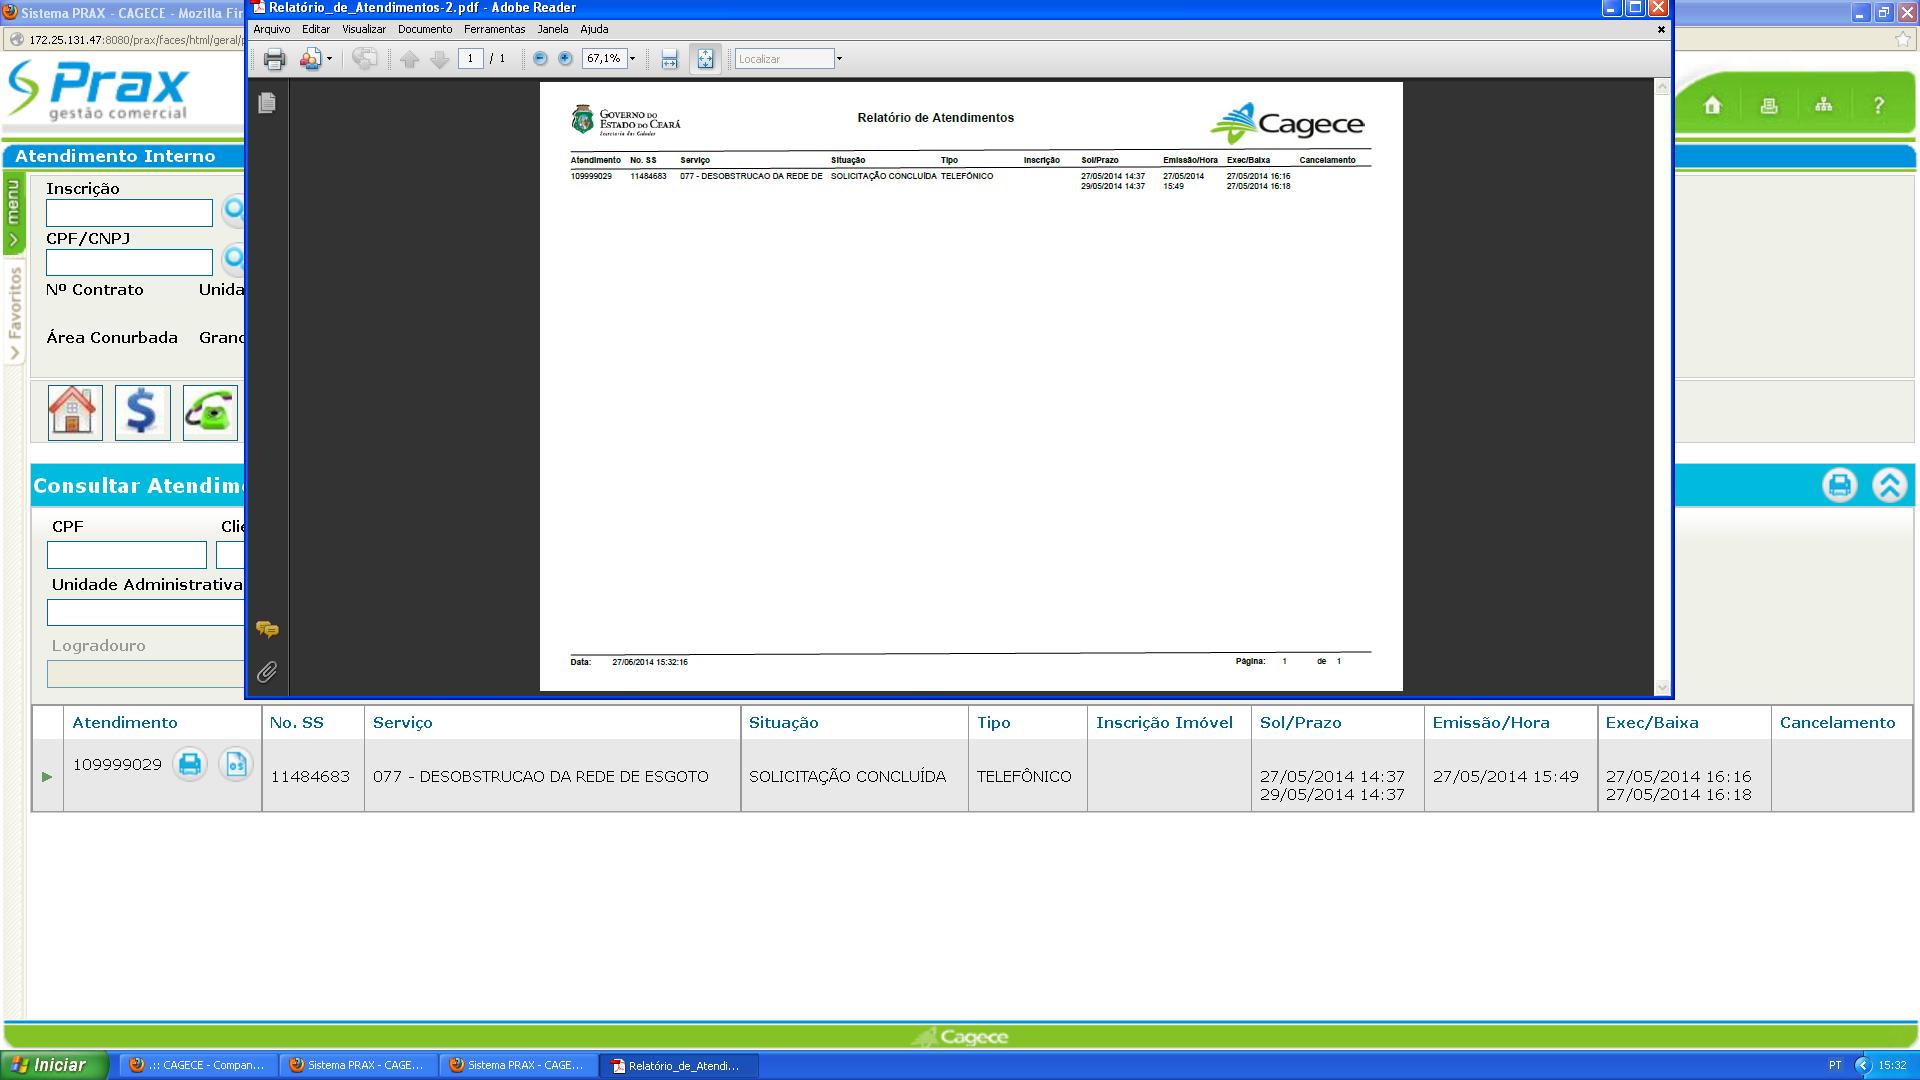 Sistema PRAX - CAGECE - Mozilla Fir
172.25.131.47:8080/prax/faces/html/geral/p
Prax
gestão comercial
Atendimento Interno
menu
Favoritos
Inscrição
CPF/CNPJ
Nº Contrato Unida
Área Conurbada Granc
Consultar Atendim
CPF Clie
Unidade Administrativa
Logradouro
Relatório_de_Atendimentos-2.pdf - Adobe Reader
Arquivo Editar Visualizar Documento Ferramentas Janela Ajuda
1 / 1 67,1% Localizar
GOVERNO DO
ESTADO DO CEARÁ
Secretaria das Cidades
Relatório de Atendimentos
Cagece
Atendimento No. SS Serviço Situação Tipo Inscrição Sol/Prazo Emissão/Hora Exec/Baixa Cancelamento
109999029 11484683 077 - DESOBSTRUCAO DA REDE DE SOLICITAÇÃO CONCLUÍDA TELEFÔNICO 27/05/2014 14:37 27/05/2014 27/05/2014 16:16
29/05/2014 14:37 15:49 27/05/2014 16:18
Data: 27/06/2014 15:32:16 Página: 1 de 1
Atendimento No. SS Serviço Situação Tipo Inscrição Imóvel Sol/Prazo Emissão/Hora Exec/Baixa Cancelamento
109999029 OS 11484683 077 - DESOBSTRUCAO DA REDE DE ESGOTO SOLICITAÇÃO CONCLUÍDA TELEFÔNICO 27/05/2014 14:37 27/05/2014 15:49 27/05/2014 16:16
29/05/2014 14:37 27/05/2014 16:18
Cagece
Iniciar .:: CAGECE - Compan... Sistema PRAX - CAGE... Sistema PRAX - CAGE... Relatório_de_Atendi... PT 15:32